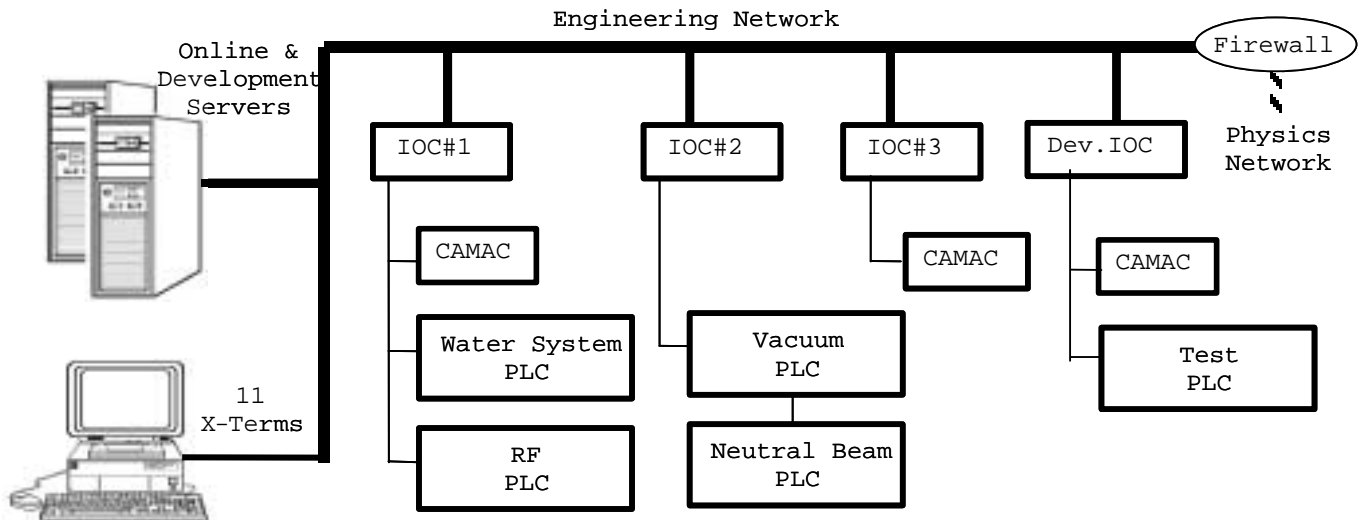 Engineering Network
Online &
Development
Servers
Firewall
Physics
Network
IOC#1
IOC#2
IOC#3
Dev.IOC
CAMAC
CAMAC
CAMAC
Water System
PLC
Vacuum
PLC
Test
PLC
11
X-Terms
RF
PLC
Neutral Beam
PLC